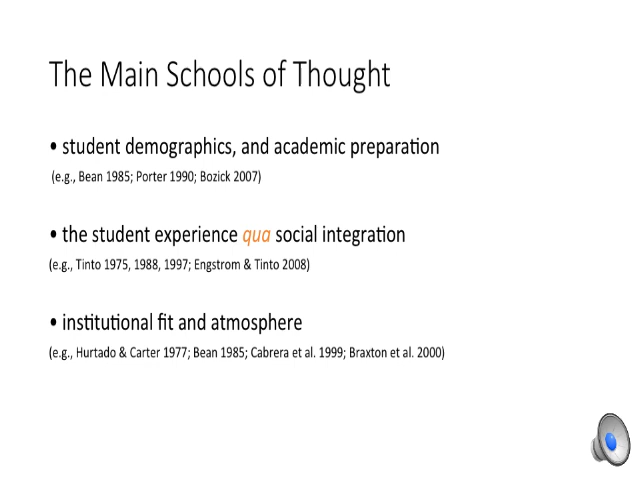 The Main Schools of Thought
• student demographics, and academic preparation
(e.g., Bean 1985; Porter 1990; Bozick 2007)
• the student experience qua social integration
(e.g., Tinto 1975, 1988, 1997; Engstrom & Tinto 2008)
• institutional fit and atmosphere
(e.g., Hurtado & Carter 1977; Bean 1985; Cabrera et al. 1999; Braxton et al. 2000)